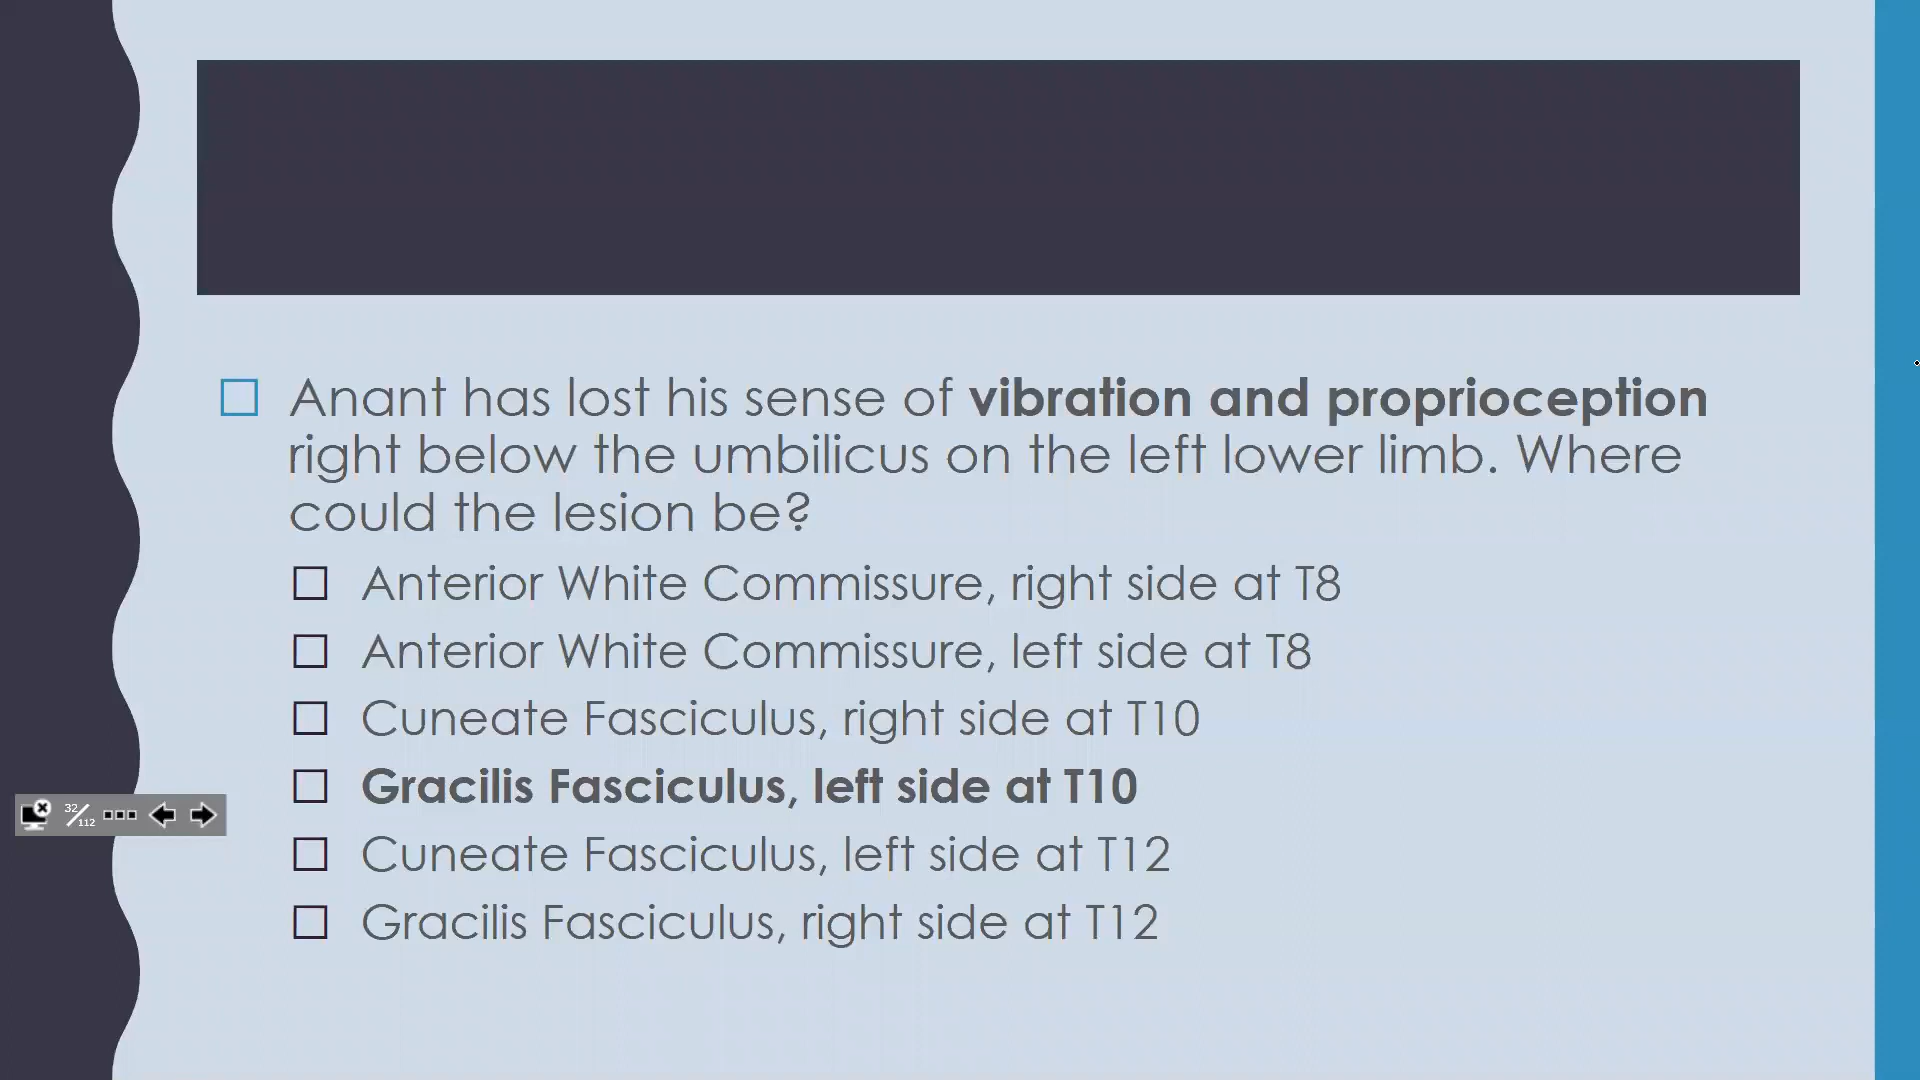 Anant has lost his sense of vibration and proprioception
right below the umbilicus on the left lower limb. Where
could the lesion be?
Anterior White Commissure, right side at T8
Anterior White Commissure, left side at T8
Cuneate Fasciculus, right side at T10
Gracilis Fasciculus, left side at T10
Cuneate Fasciculus, left side at T12
Gracilis Fasciculus, right side at T12
32/112